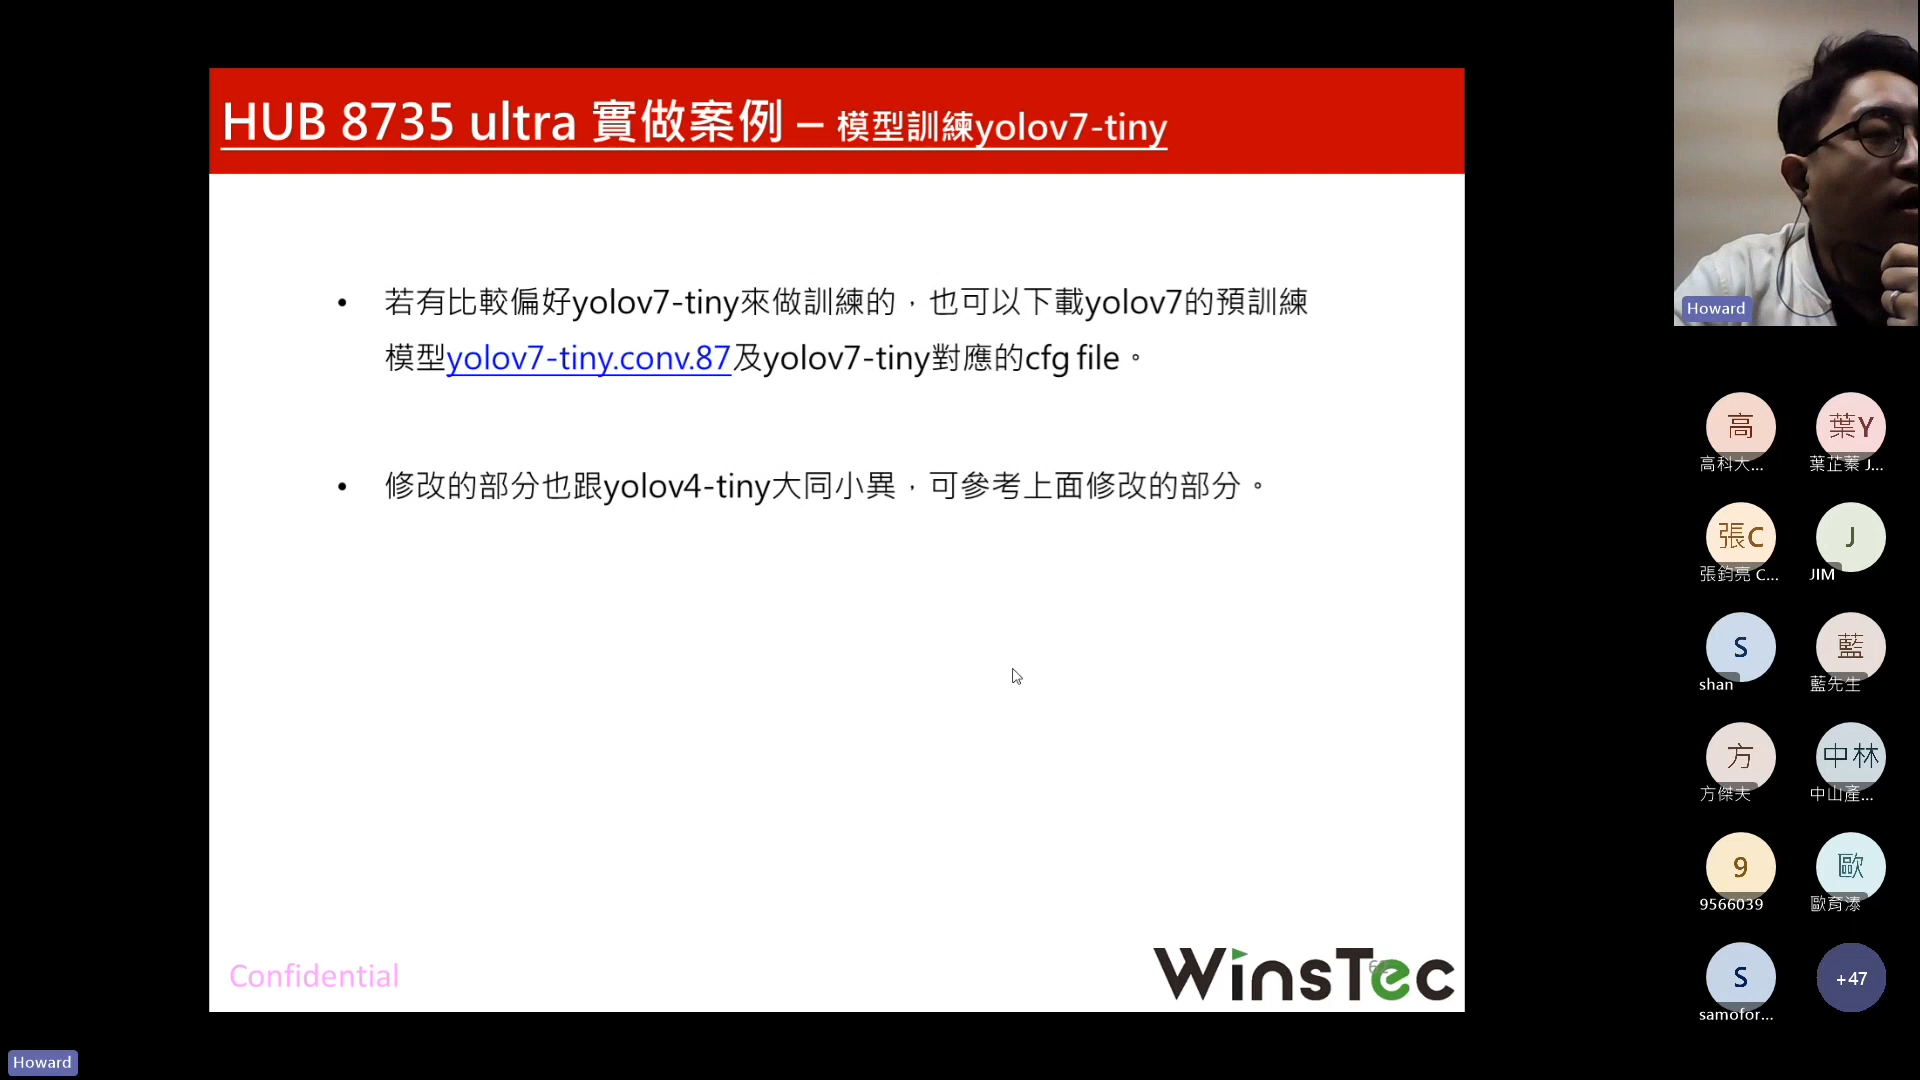 HUB 8735 ultra 實做案例 – 模型訓練yolov7-tiny
• 若有比較偏好yolov7-tiny來做訓練的，也可以下載yolov7的預訓練
模型yolov7-tiny.conv.87及yolov7-tiny對應的cfg file。
• 修改的部分也跟yolov4-tiny大同小異，可參考上面修改的部分。
Confidential
WinsTec
Howard
高
葉Y
高科大...
葉芷蓁 J...
張C
J
張鈞亮 C...
JIM
S
藍
shan
藍先生
方
中林
方傑夫
中山產...
9
歐
9566039
歐育溱
S
+47
samofor...
Howard